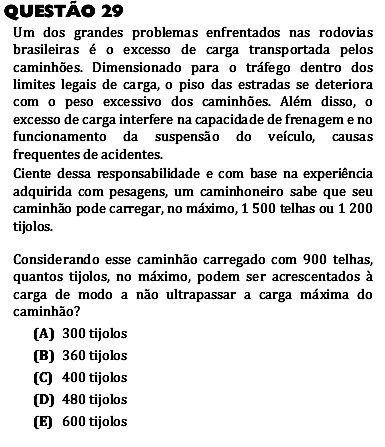 QUESTÃO 29
Um dos grandes problemas enfrentados nas rodovias
brasileiras é o excesso de carga transportada pelos
caminhões. Dimensionado para o tráfego dentro dos
limites legais de carga, o piso das estradas se deteriora
com o peso excessivo dos caminhões. Além disso, o
excesso de carga interfere na capacidade de frenagem e no
funcionamento da suspensão do veículo, causas
frequentes de acidentes.
Ciente dessa responsabilidade e com base na experiência
adquirida com pesagens, um caminhoneiro sabe que seu
caminhão pode carregar, no máximo, 1 500 telhas ou 1 200
tijolos.
Considerando esse caminhão carregado com 900 telhas,
quantos tijolos, no máximo, podem ser acrescentados à
carga de modo a não ultrapassar a carga máxima do
caminhão?
(A) 300 tijolos
(B) 360 tijolos
(C) 400 tijolos
(D) 480 tijolos
(E) 600 tijolos